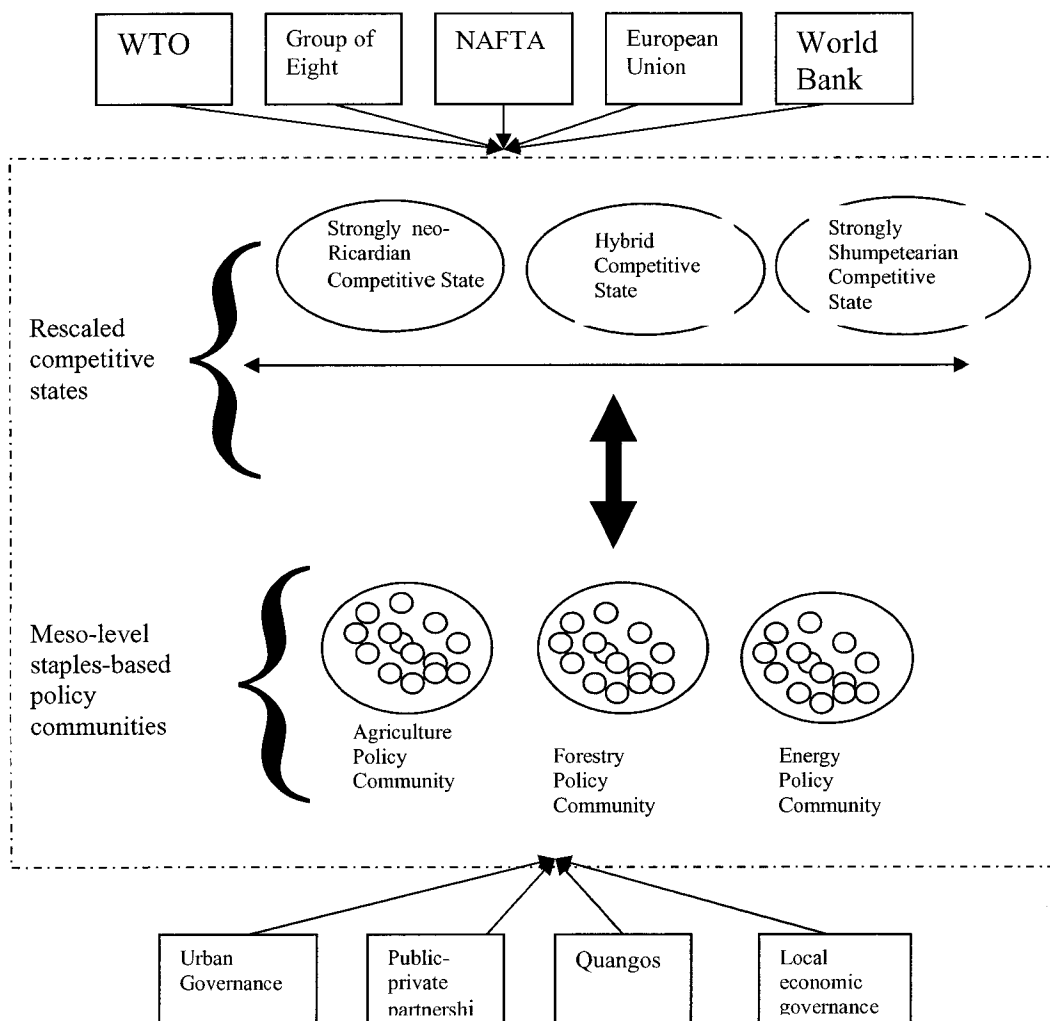 WTO
Group of
Eight
NAFTA
European
Union
World
Bank
Strongly neo-
Ricardian
Competitive State
Hybrid
Competitive
State
Strongly
Shumpetearian
Competitive
State
Rescaled
competitive
states
Meso-level
staples-based
policy
communities
Agriculture
Policy
Community
Forestry
Policy
Community
Energy
Policy
Community
Urban
Governance
Public-
private
partnershi
Quangos
Local
economic
governance